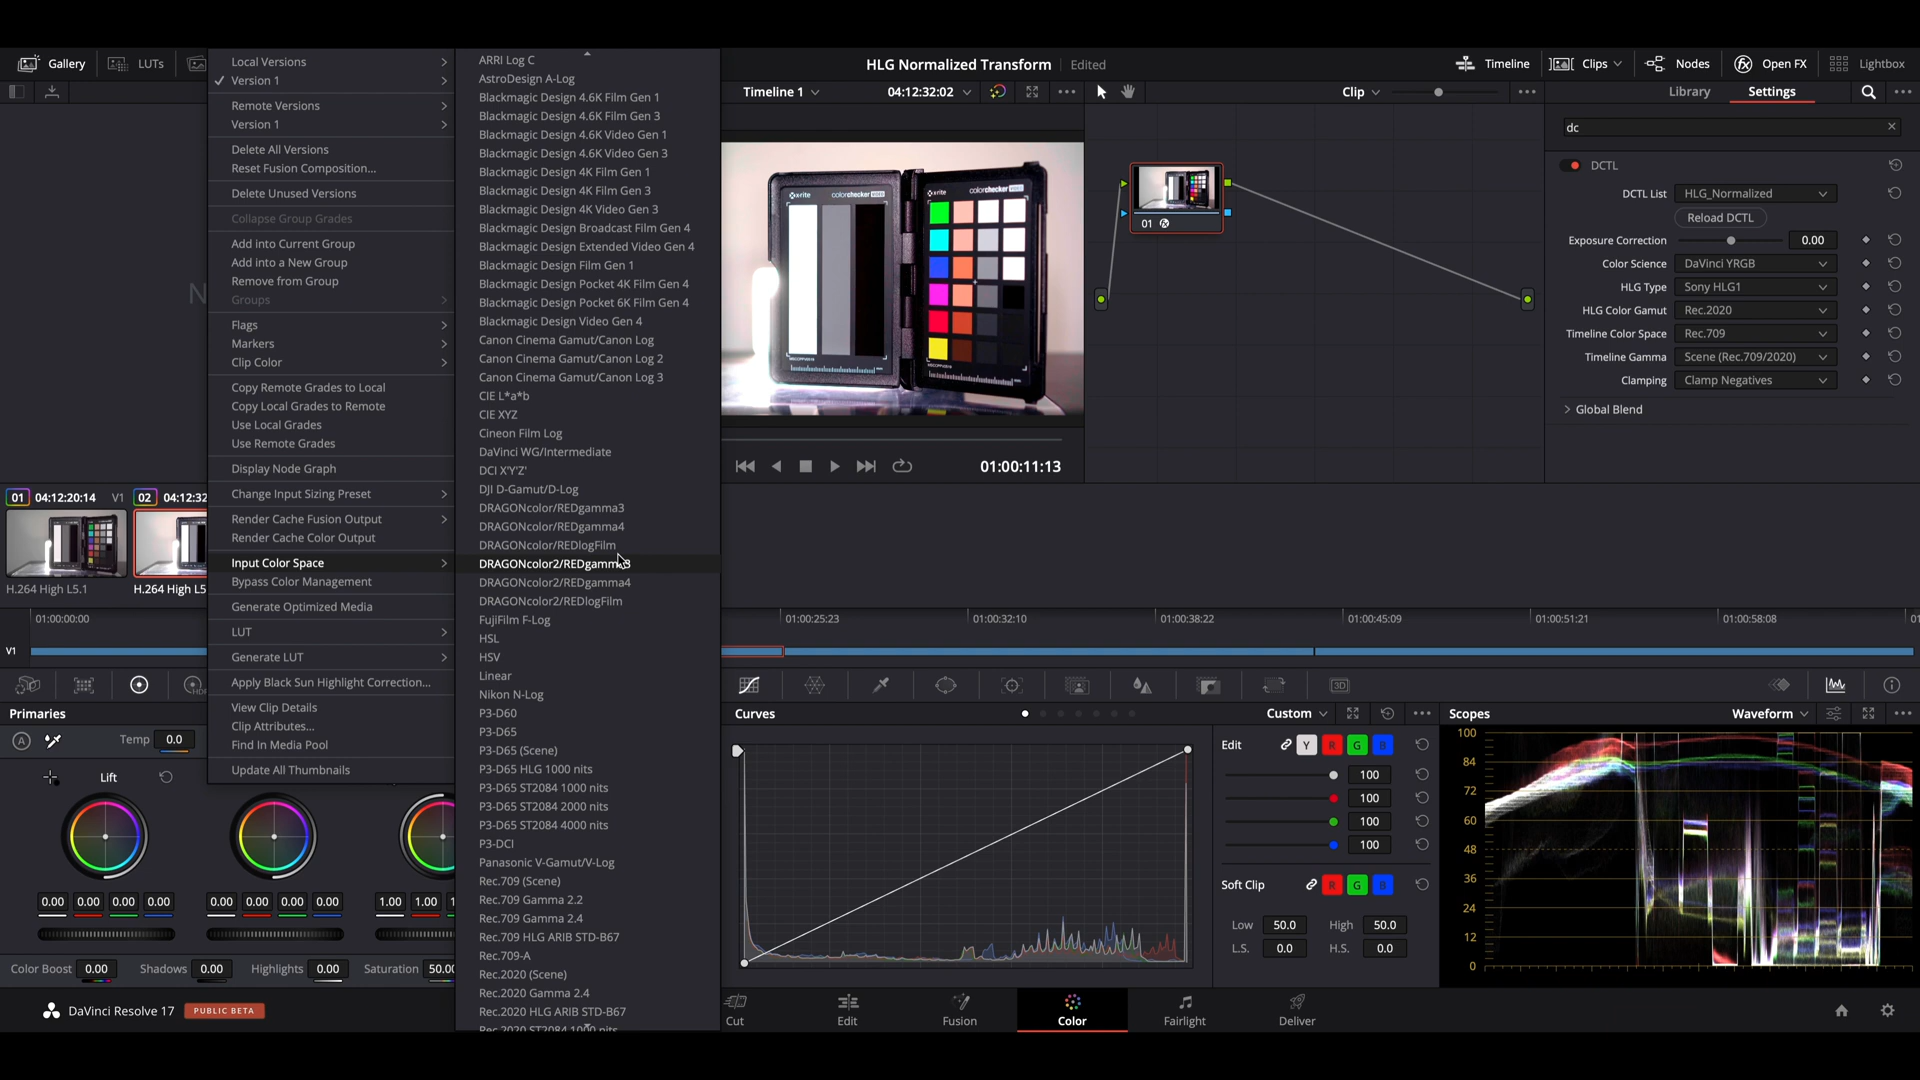 Gallery
LUTs
HLG Normalized Transform
Edited
Timeline
Clips
Nodes
Open FX
Lightbox
Timeline 1
04:12:32:02
Clip
Library
Settings
Local Versions
Version 1
Remote Versions
Version 1
Delete All Versions
Reset Fusion Composition...
Delete Unused Versions
Collapse Group Grades
Add into Current Group
Add into a New Group
Remove from Group
Groups
Flags
Markers
Clip Color
Copy Remote Grades to Local
Copy Local Grades to Remote
Use Local Grades
Use Remote Grades
Display Node Graph
Change Input Sizing Preset
Render Cache Fusion Output
Render Cache Color Output
Input Color Space
Bypass Color Management
Generate Optimized Media
LUT
Generate LUT
Apply Black Sun Highlight Correction...
View Clip Details
Clip Attributes...
Find In Media Pool
Update All Thumbnails
ARRI Log C
AstroDesign A-Log
Blackmagic Design 4.6K Film Gen 1
Blackmagic Design 4.6K Film Gen 3
Blackmagic Design 4.6K Video Gen 1
Blackmagic Design 4.6K Video Gen 3
Blackmagic Design 4K Film Gen 1
Blackmagic Design 4K Film Gen 3
Blackmagic Design 4K Video Gen 3
Blackmagic Design Broadcast Film Gen 4
Blackmagic Design Extended Video Gen 4
Blackmagic Design Film Gen 1
Blackmagic Design Pocket 4K Film Gen 4
Blackmagic Design Pocket 6K Film Gen 4
Blackmagic Design Video Gen 4
Canon Cinema Gamut/Canon Log
Canon Cinema Gamut/Canon Log 2
Canon Cinema Gamut/Canon Log 3
CIE L*a*b
CIE XYZ
Cineon Film Log
DaVinci WG/Intermediate
DCI X'Y'Z'
DJI D-Gamut/D-Log
DRAGONcolor/REDgamma3
DRAGONcolor/REDgamma4
DRAGONcolor/REDlogFilm
DRAGONcolor2/REDgamma3
DRAGONcolor2/REDgamma4
DRAGONcolor2/REDlogFilm
FujiFilm F-Log
HSL
HSV
Linear
Nikon N-Log
P3-D60
P3-D65
P3-D65 (Scene)
P3-D65 HLG 1000 nits
P3-D65 ST2084 1000 nits
P3-D65 ST2084 2000 nits
P3-D65 ST2084 4000 nits
P3-DCI
Panasonic V-Gamut/V-Log
Rec.709 (Scene)
Rec.709 Gamma 2.2
Rec.709 Gamma 2.4
Rec.709 HLG ARIB STD-B67
Rec.709-A
Rec.2020 (Scene)
Rec.2020 Gamma 2.4
Rec.2020 HLG ARIB STD-B67
Rec.2020 ST2084 1000 nits
x-rite colorchecker VIDEO
x-rite colorchecker
01:00:11:13
01
dc
DCTL
DCTL List HLG_Normalized
Reload DCTL
Exposure Correction 0.00
Color Science DaVinci YRGB
HLG Type Sony HLG1
HLG Color Gamut Rec.2020
Timeline Color Space Rec.709
Timeline Gamma Scene (Rec.709/2020)
Clamping Clamp Negatives
Global Blend
01 04:12:20:14 V1
02 04:12:32
H.264 High L5.1
H.264 High L5
01:00:00:00
01:00:25:23
01:00:32:10
01:00:38:22
01:00:45:09
01:00:51:21
01:00:58:08
01
V1
HDR
3D
Primaries
A
Temp 0.0
Lift
0.00 0.00 0.00 0.00
0.00 0.00 0.00 0.00
1.00 1.00
Color Boost 0.00 Shadows 0.00 Highlights 0.00 Saturation 50.00
Curves
Custom
Edit Y R G B
100
100
100
100
Soft Clip R G B
Low 50.0 High 50.0
L.S. 0.0 H.S. 0.0
Scopes
Waveform
100
84
72
60
48
36
24
12
0
DaVinci Resolve 17
PUBLIC BETA
Cut
Edit
Fusion
Color
Fairlight
Deliver